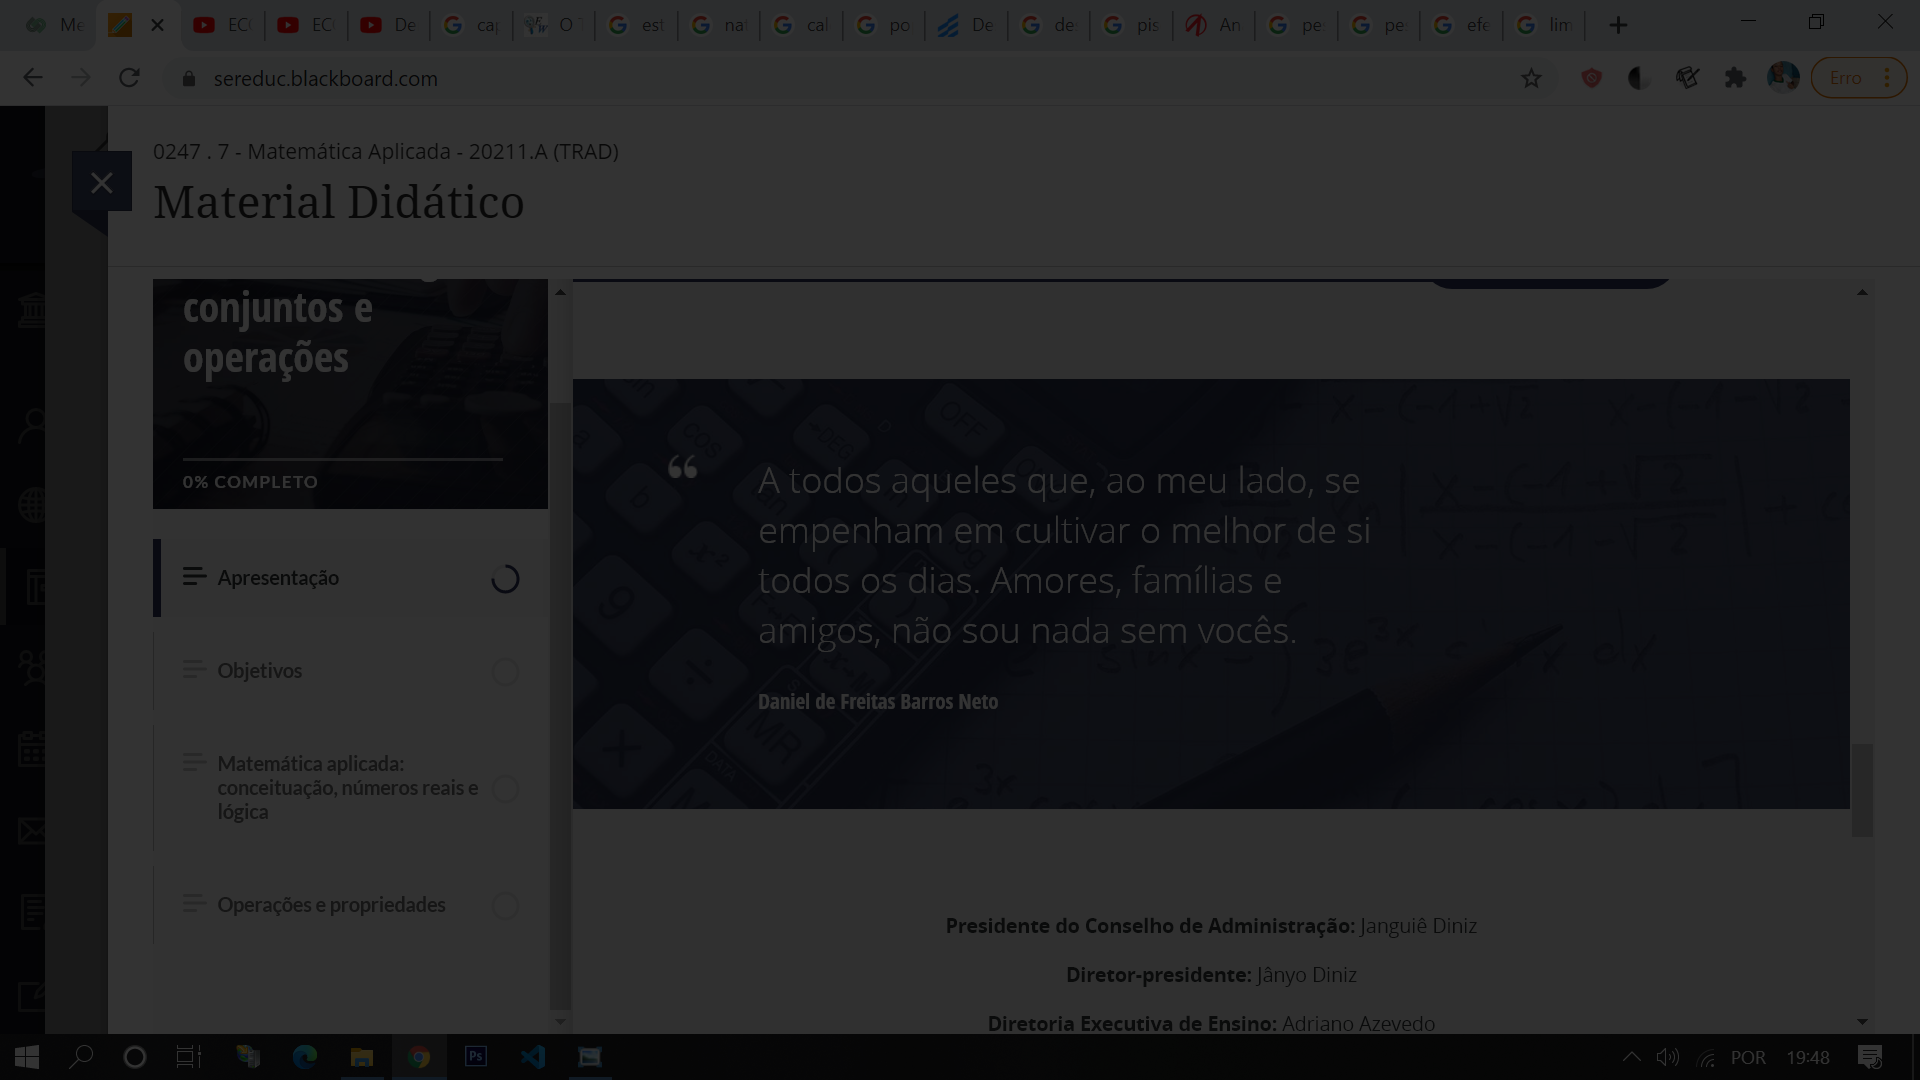 Me
ECO
ECO
De
cap
O T
est
nat
cal
po
De
de
pis
An
pe
pe
efe
lim
sereduc.blackboard.com
Erro
0247 . 7 - Matemática Aplicada - 20211.A (TRAD)
Material Didático
conjuntos e
operações
0% COMPLETO
Apresentação
Objetivos
Matemática aplicada:
conceituação, números reais e
lógica
Operações e propriedades
A todos aqueles que, ao meu lado, se
empenham em cultivar o melhor de si
todos os dias. Amores, famílias e
amigos, não sou nada sem vocês.
Daniel de Freitas Barros Neto
Presidente do Conselho de Administração: Janguiê Diniz
Diretor-presidente: Jânyo Diniz
Diretoria Executiva de Ensino: Adriano Azevedo
POR
19:48